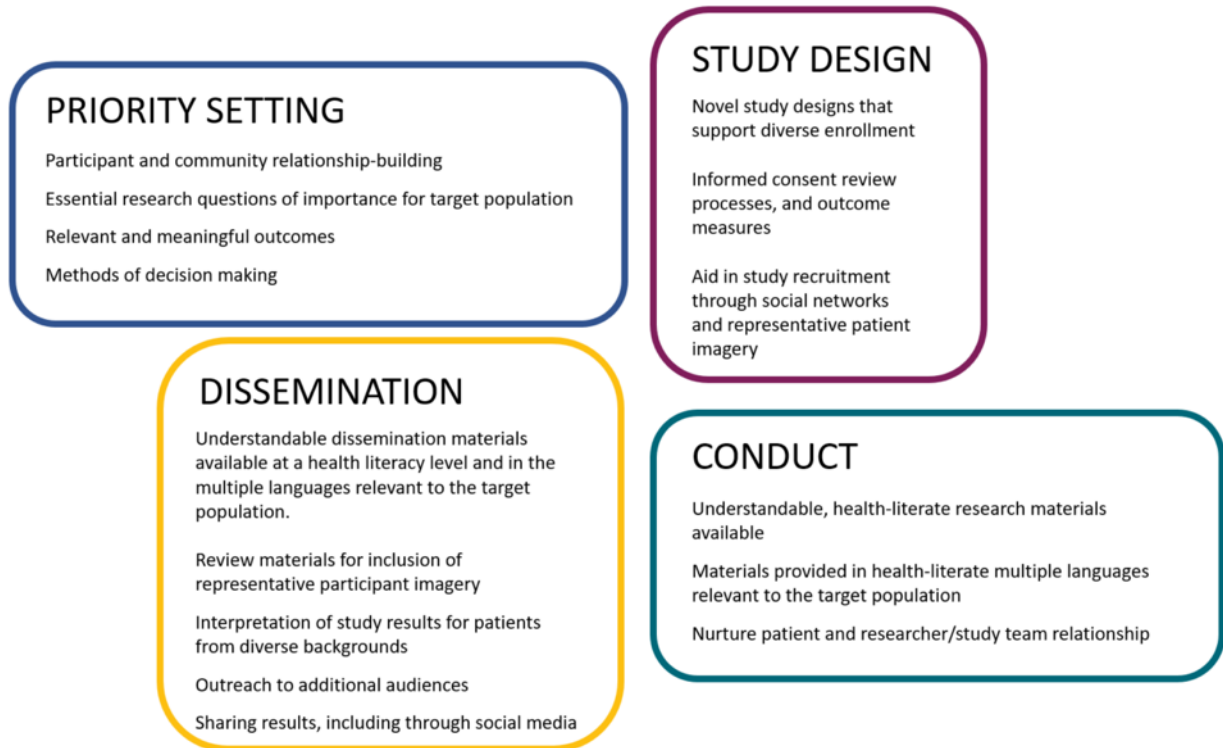 PRIORITY SETTING
Participant and community relationship-building
Essential research questions of importance for target population
Relevant and meaningful outcomes
Methods of decision making
STUDY DESIGN
Novel study designs that
support diverse enrollment
Informed consent review
processes, and outcome
measures
Aid in study recruitment
through social networks
and representative patient
imagery
DISSEMINATION
Understandable dissemination materials
available at a health literacy level and in the
multiple languages relevant to the target
population.
Review materials for inclusion of
representative participant imagery
Interpretation of study results for patients
from diverse backgrounds
Outreach to additional audiences
Sharing results, including through social media
CONDUCT
Understandable, health-literate research materials
available
Materials provided in health-literate multiple languages
relevant to the target population
Nurture patient and researcher/study team relationship